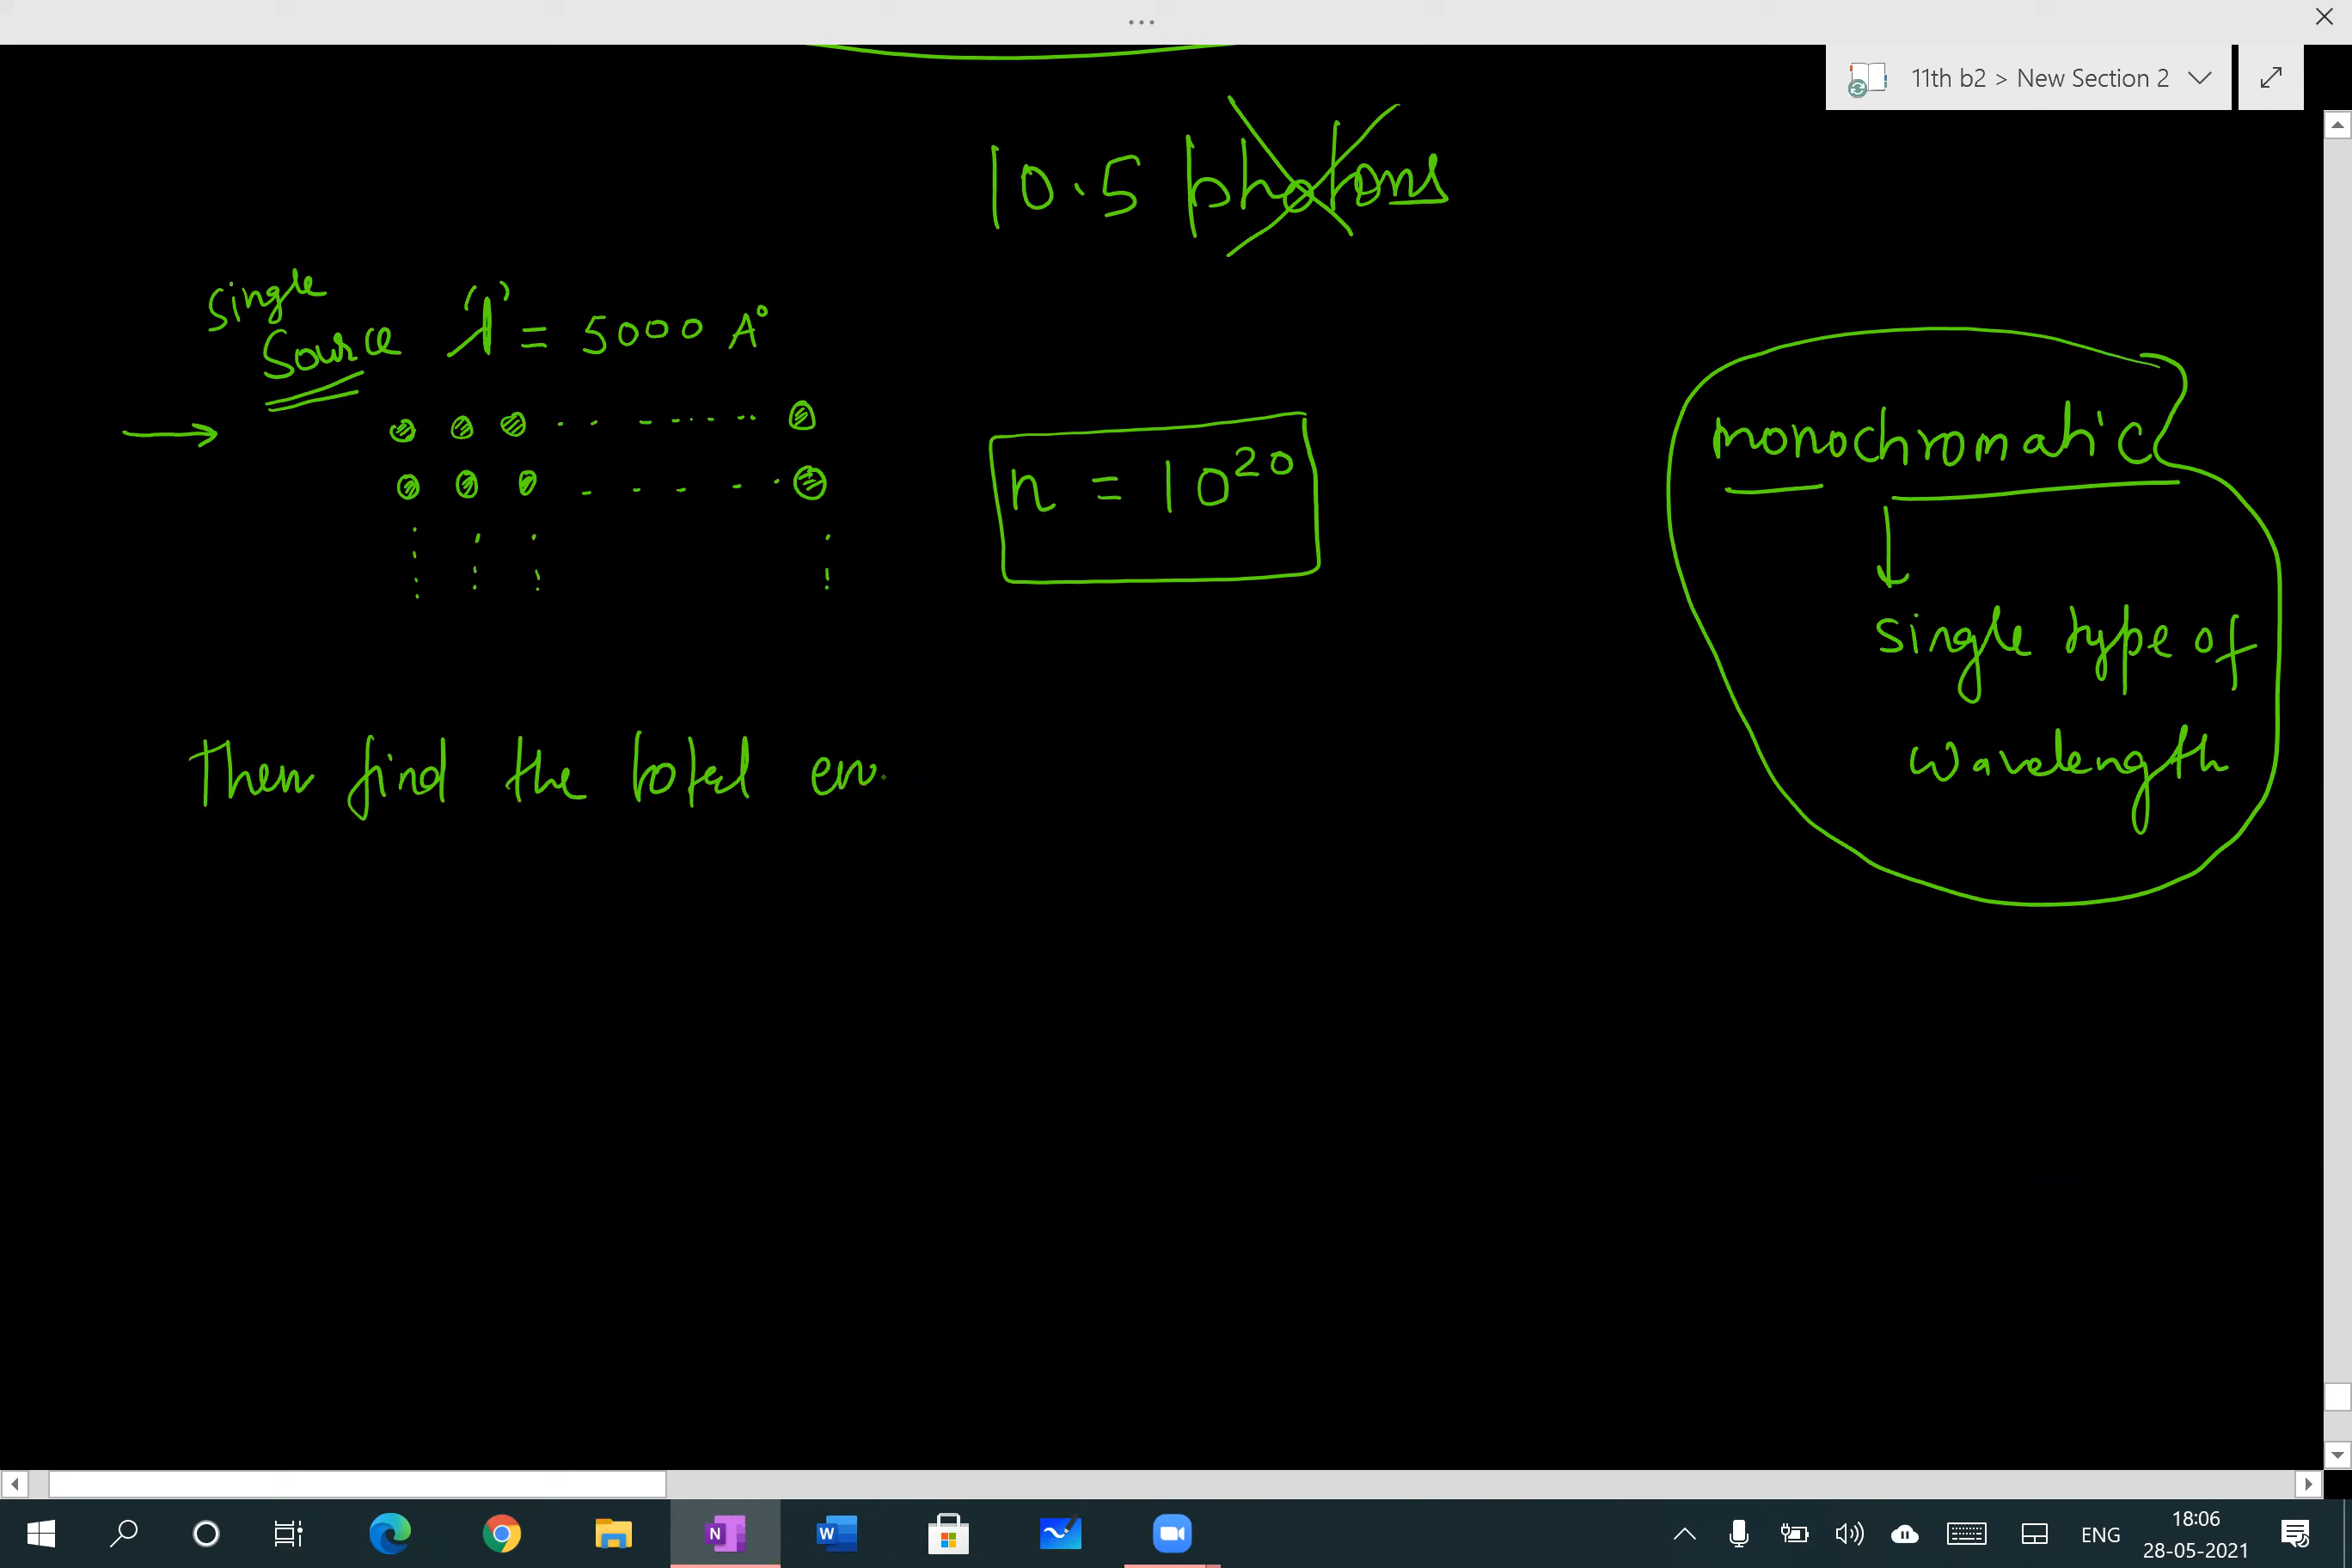 11th b2 > New Section 2
10.5 photons
Single
Source 'λ' = 5000 A°
n = 10²⁰
monochromatic
single type of
wavelength
Then find the total en
ENG
18:06
28-05-2021